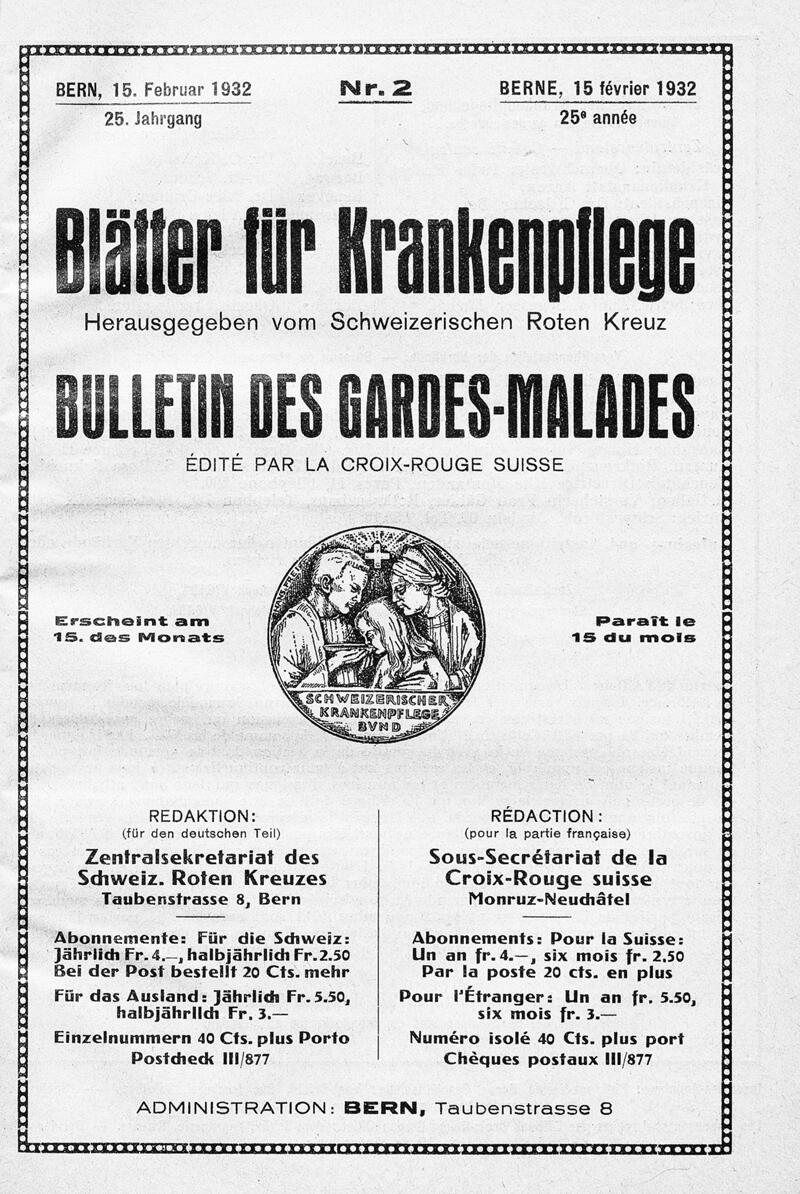 BERN, 15. Februar 1932
25. Jahrgang
Nr. 2
BERNE, 15 février 1932
25e année
Blätter für Krankenpflege
Herausgegeben vom Schweizerischen Roten Kreuz
BULLETIN DES GARDES-MALADES
ÉDITÉ PAR LA CROIX-ROUGE SUISSE
Erscheint am
15. des Monats
SCHWEIZERISCHER
KRANKENPFLEGE
BVND
Paraît le
15 du mois
REDAKTION:
(für den deutschen Teil)
Zentralsekretariat des
Schweiz. Roten Kreuzes
Taubenstrasse 8, Bern
Abonnemente: Für die Schweiz:
Jährlich Fr. 4.—, halbjährlich Fr. 2.50
Bei der Post bestellt 20 Cts. mehr
Für das Ausland: Jährlich Fr. 5.50,
halbjährlich Fr. 3.—
Einzelnummern 40 Cts. plus Porto
Postcheck III/877
RÉDACTION:
(pour la partie française)
Sous-Secrétariat de la
Croix-Rouge suisse
Monruz-Neuchâtel
Abonnements: Pour la Suisse:
Un an fr. 4.—, six mois fr. 2.50
Par la poste 20 cts. en plus
Pour l'Étranger: Un an fr. 5.50,
six mois fr. 3.—
Numéro isolé 40 Cts. plus port
Chèques postaux III/877
ADMINISTRATION: BERN, Taubenstrasse 8